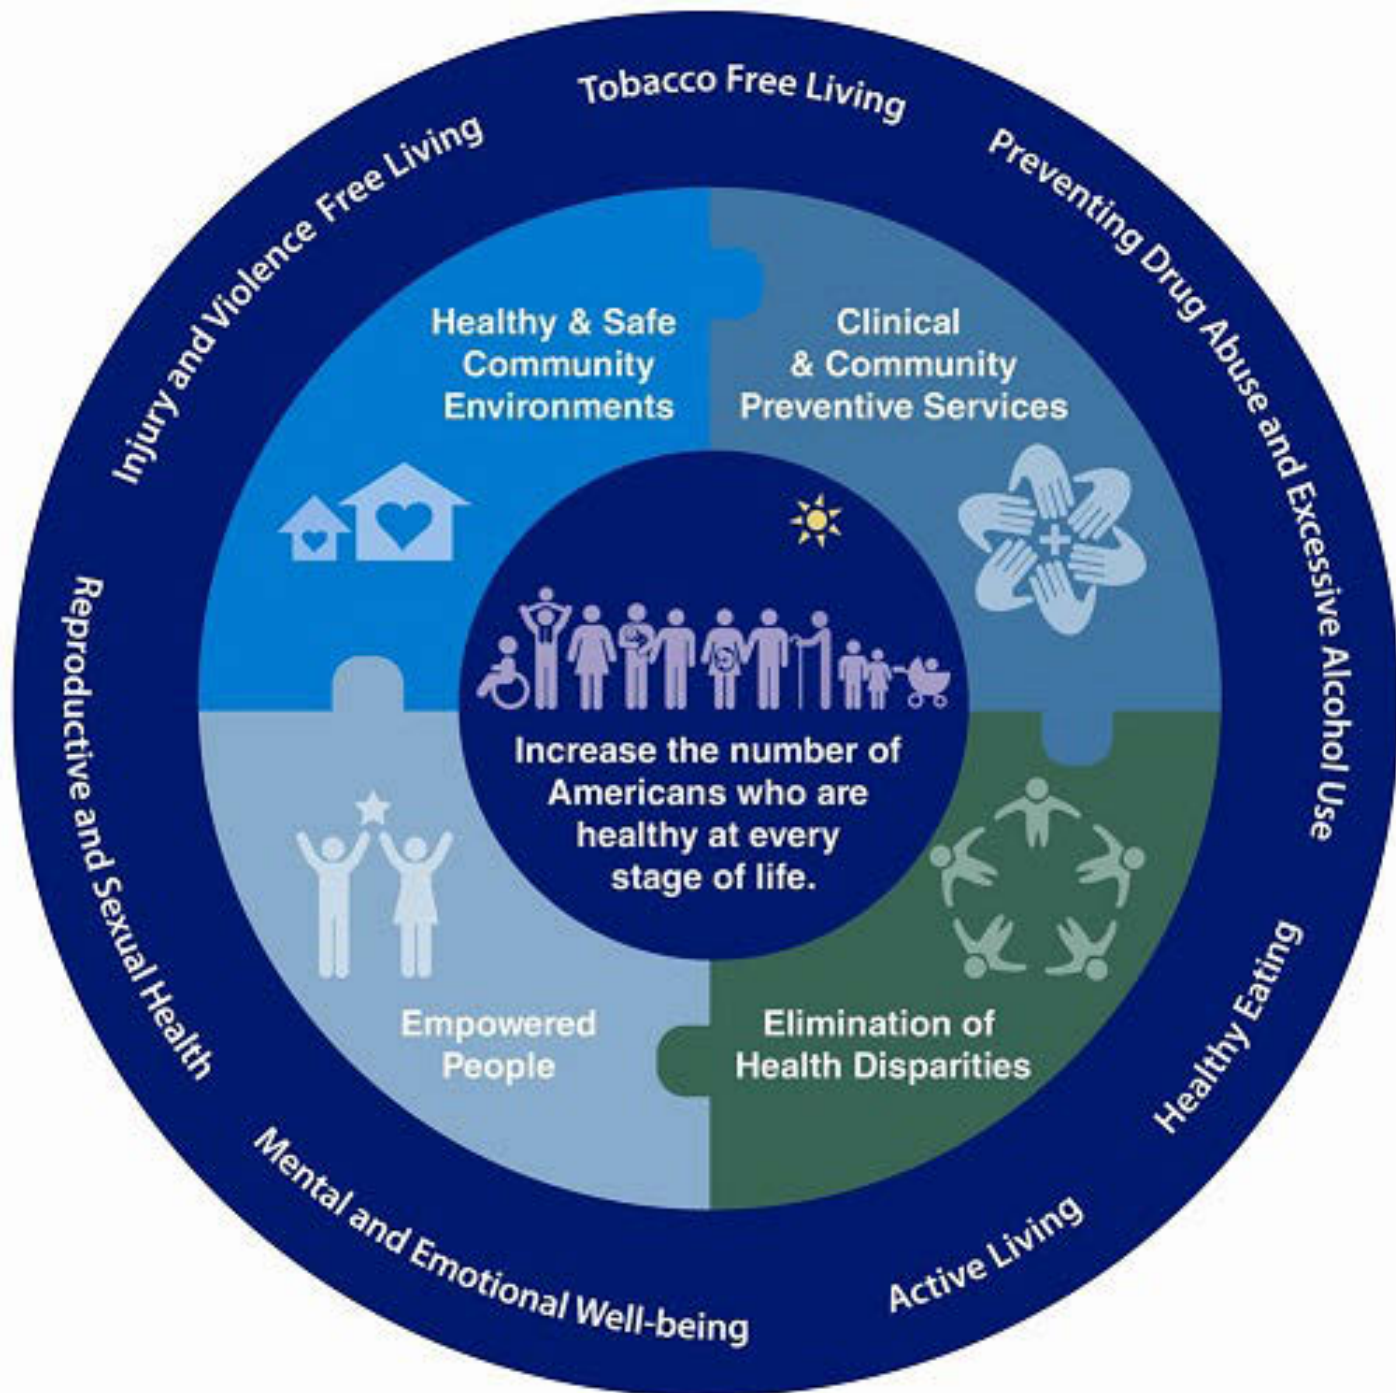 Tobacco Free Living
Preventing Drug Abuse and Excessive Alcohol Use
Healthy Eating
Active Living
Mental and Emotional Well-being
Reproductive and Sexual Health
Injury and Violence Free Living
Healthy & Safe
Community
Environments
Clinical
& Community
Preventive Services
Increase the number of
Americans who are
healthy at every
stage of life.
Empowered
People
Elimination of
Health Disparities